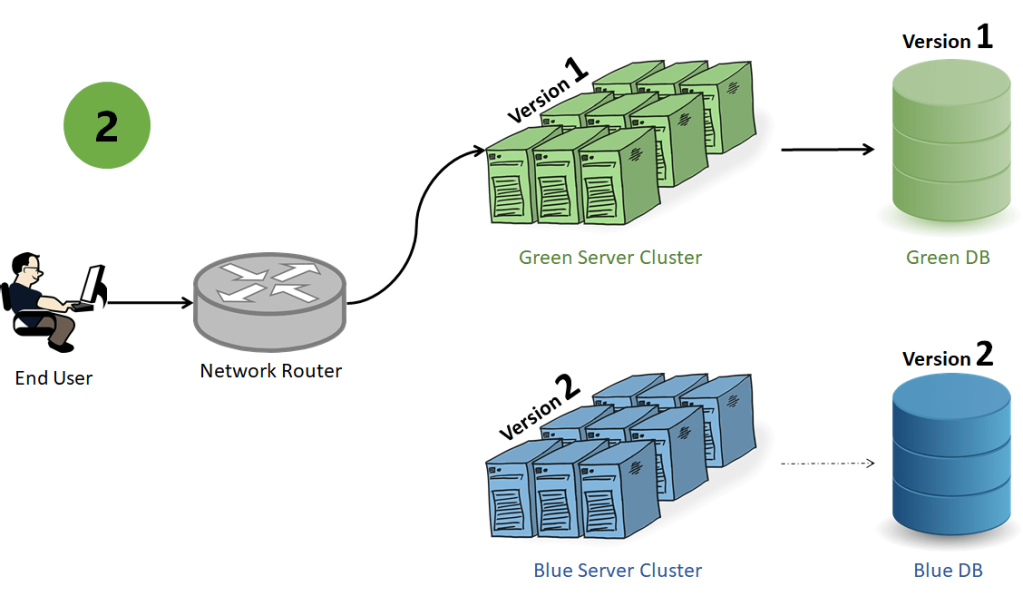 Version 1
2
Version 1
Green Server Cluster
Green DB
End User
Network Router
Version 2
Version 2
Blue Server Cluster
Blue DB